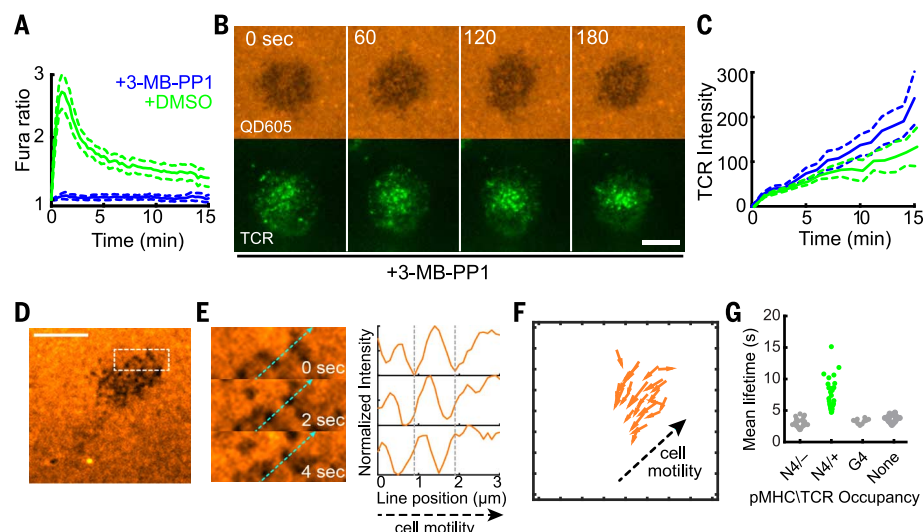 A
Fura ratio
3
2
1
+3-MB-PP1
+DMSO
0 5 10 15
Time (min)
B
0 sec 60 120 180
QD605
TCR
+3-MB-PP1
C
TCR Intensity
300
200
100
0
0 5 10 15
Time (min)
D
E
0 sec
2 sec
4 sec
Normalized Intensity
0 1 2 3
Line position (μm)
cell motility
F
cell
motility
G
Mean lifetime (s)
20
15
10
5
0
N4/− N4/+ G4 None
pMHC\TCR Occupancy